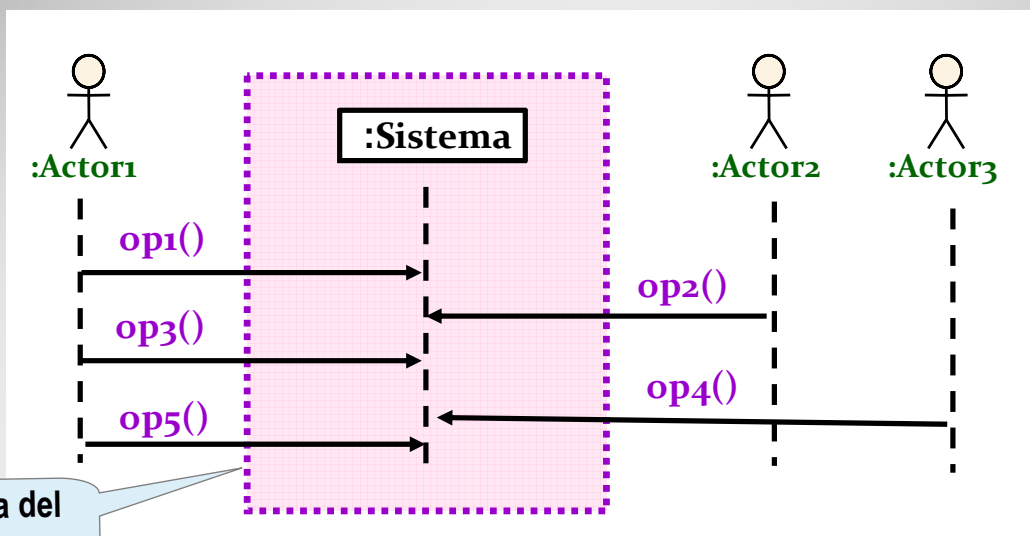 :Sistema
:Actor1
:Actor2
:Actor3
op1()
op2()
op3()
op4()
op5()
del